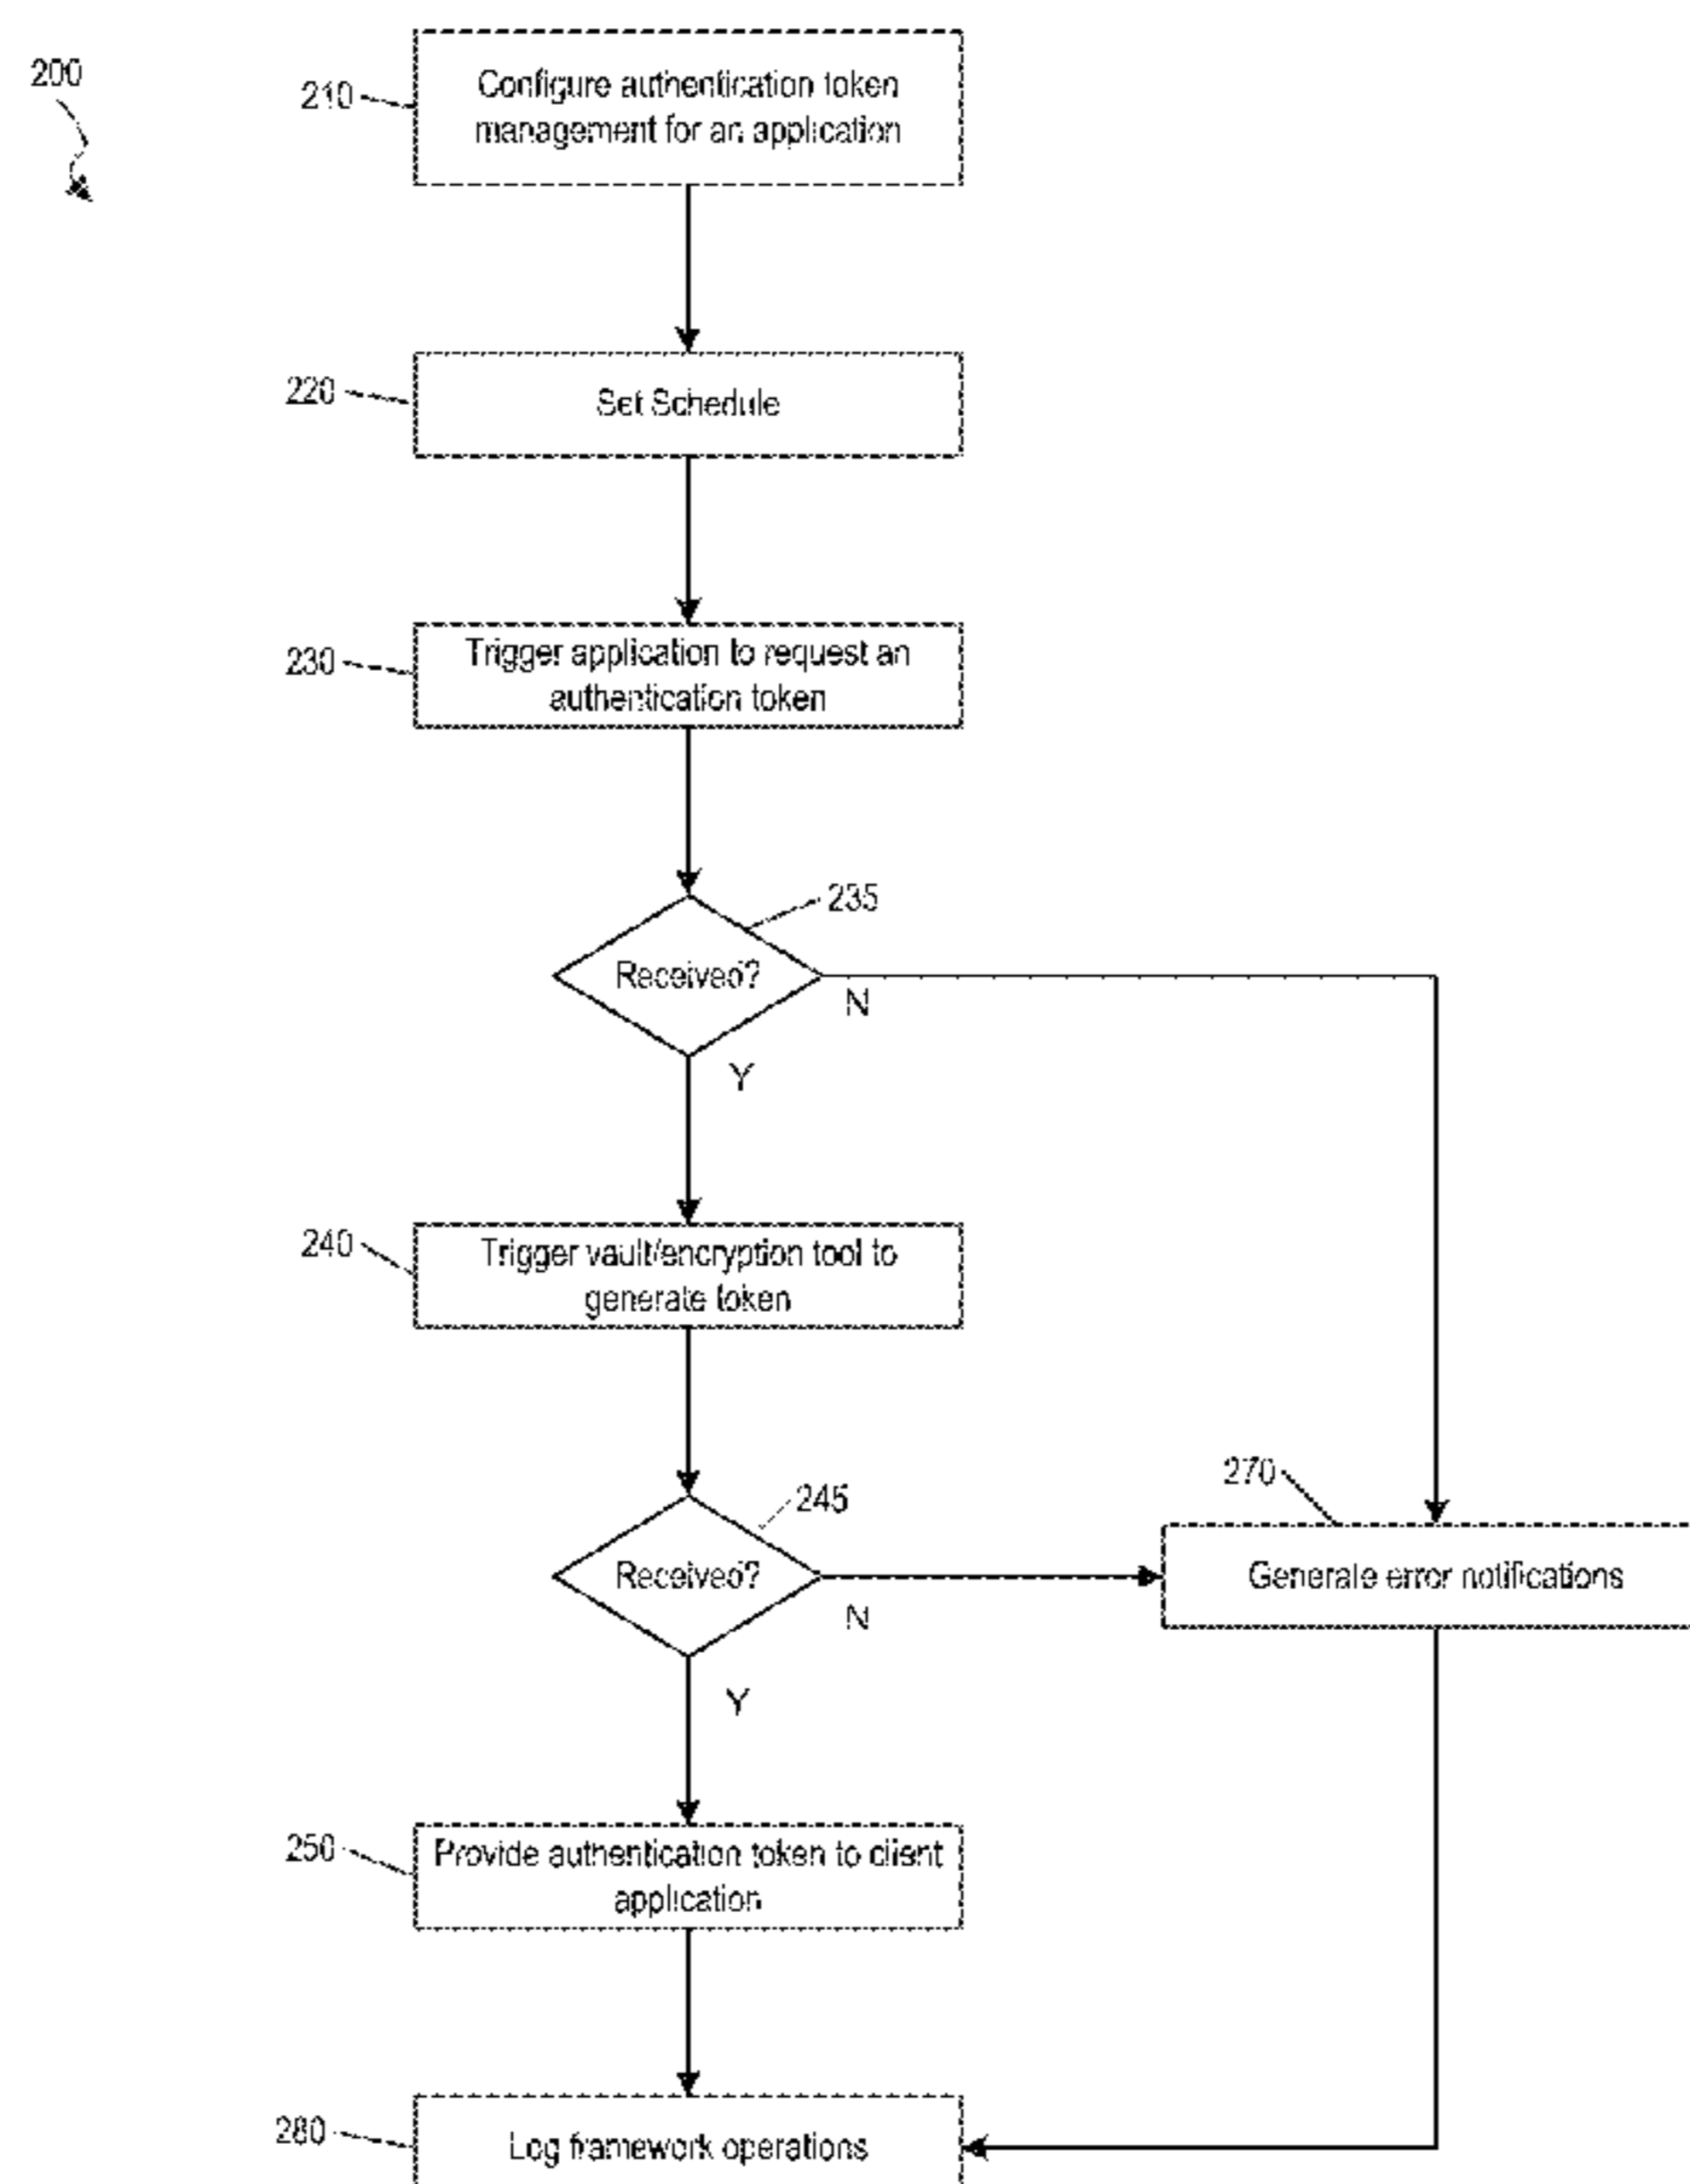 200
210
Configure authentication token
management for an application
220
Set Schedule
230
Trigger application to request an
authentication token
235
Received?
N
Y
240
Trigger vault/encryption tool to
generate token
245
270
Received?
Generate error notifications
N
Y
250
Provide authentication token to client
application
280
Log framework operations